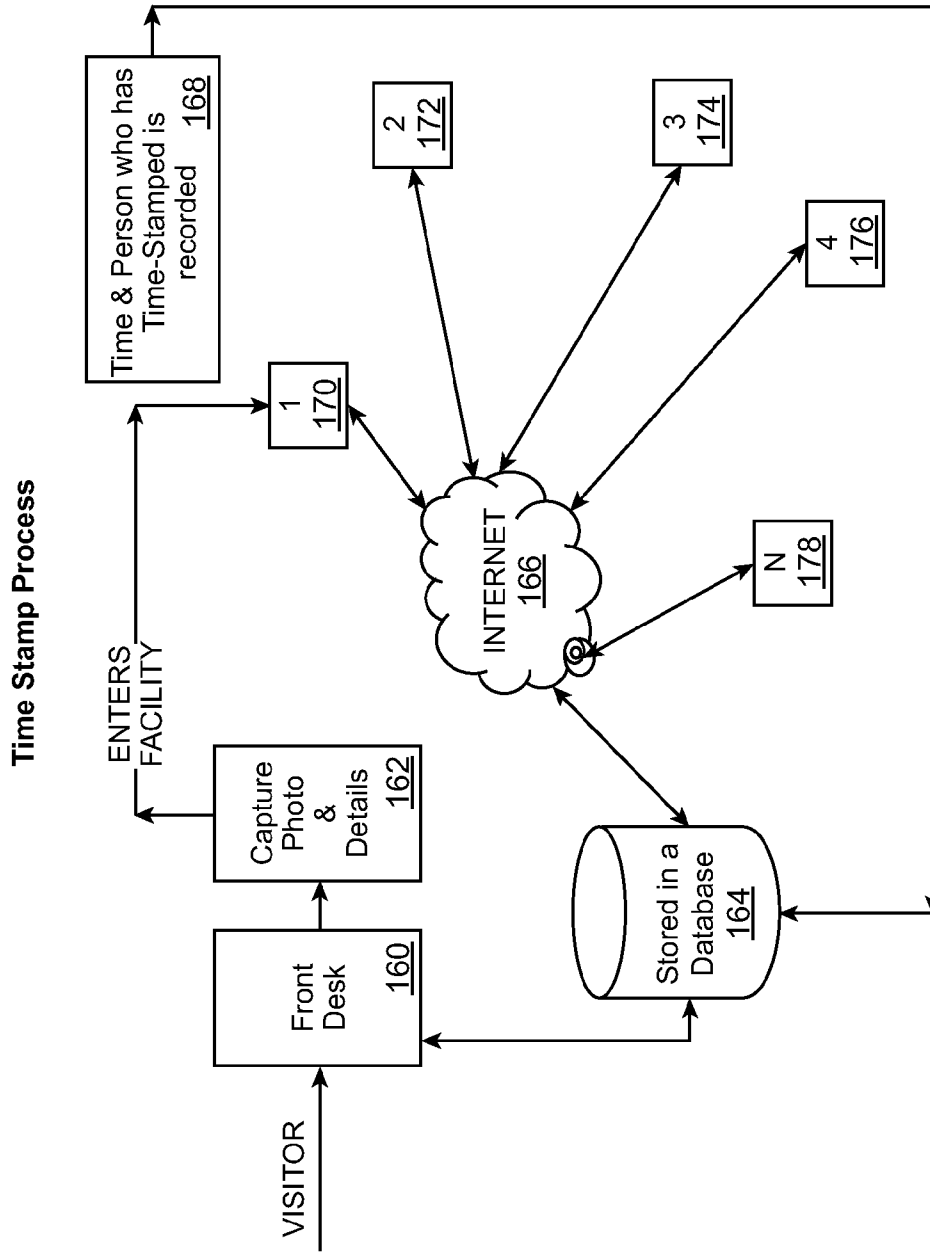 Time Stamp Process
VISITOR
Front
Desk
160
Capture
Photo
&
Details
162
ENTERS
FACILITY
Time & Person who has
Time-Stamped is
recorded
168
1
170
2
172
3
174
4
176
N
178
INTERNET
166
Stored in a
Database
164